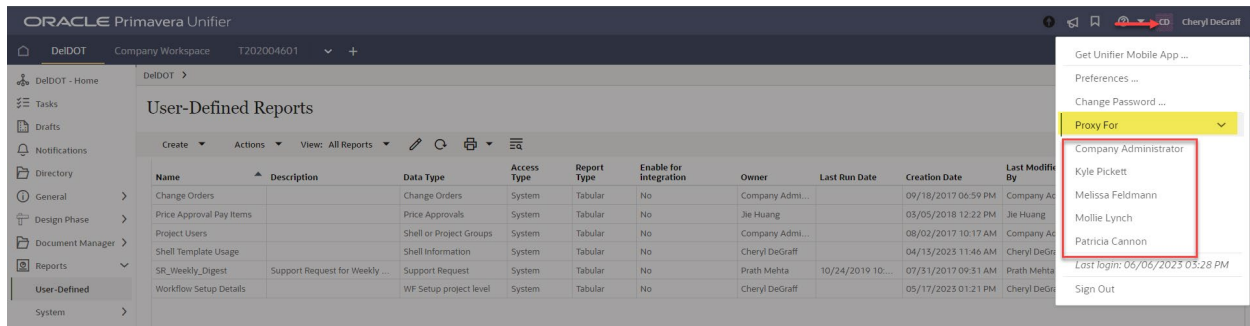 ORACLE Primavera Unifier
CD Cheryl DeGraff
DelDOT Company Workspace T202004601
DelDOT - Home
Tasks
Drafts
Notifications
Directory
General
Design Phase
Document Manager
Reports
User-Defined
System
DelDOT >
User-Defined Reports
Create Actions View: All Reports
Name Description Data Type Access Type Report Type Enable for integration Owner Last Run Date Creation Date Last Modifie By
Change Orders Change Orders System Tabular No Company Admi... 09/18/2017 06:59 PM Company Ad
Price Approval Pay Items Price Approvals System Tabular No Jie Huang 03/05/2018 12:22 PM Jie Huang
Project Users Shell or Project Groups System Tabular No Company Admi... 08/02/2017 10:17 AM Company Ad
Shell Template Usage Shell Information System Tabular No Cheryl DeGraff 04/13/2023 11:46 AM Cheryl DeGra
SR_Weekly_Digest Support Request for Weekly ... Support Request System Tabular No Prath Mehta 10/24/2019 10:... 07/31/2017 09:31 AM Prath Mehta
Workflow Setup Details WF Setup project level System Tabular No Cheryl DeGraff 05/17/2023 01:21 PM Cheryl DeGra
Get Unifier Mobile App ...
Preferences ...
Change Password ...
Proxy For
Company Administrator
Kyle Pickett
Melissa Feldmann
Mollie Lynch
Patricia Cannon
Last login: 06/06/2023 03:28 PM
Sign Out